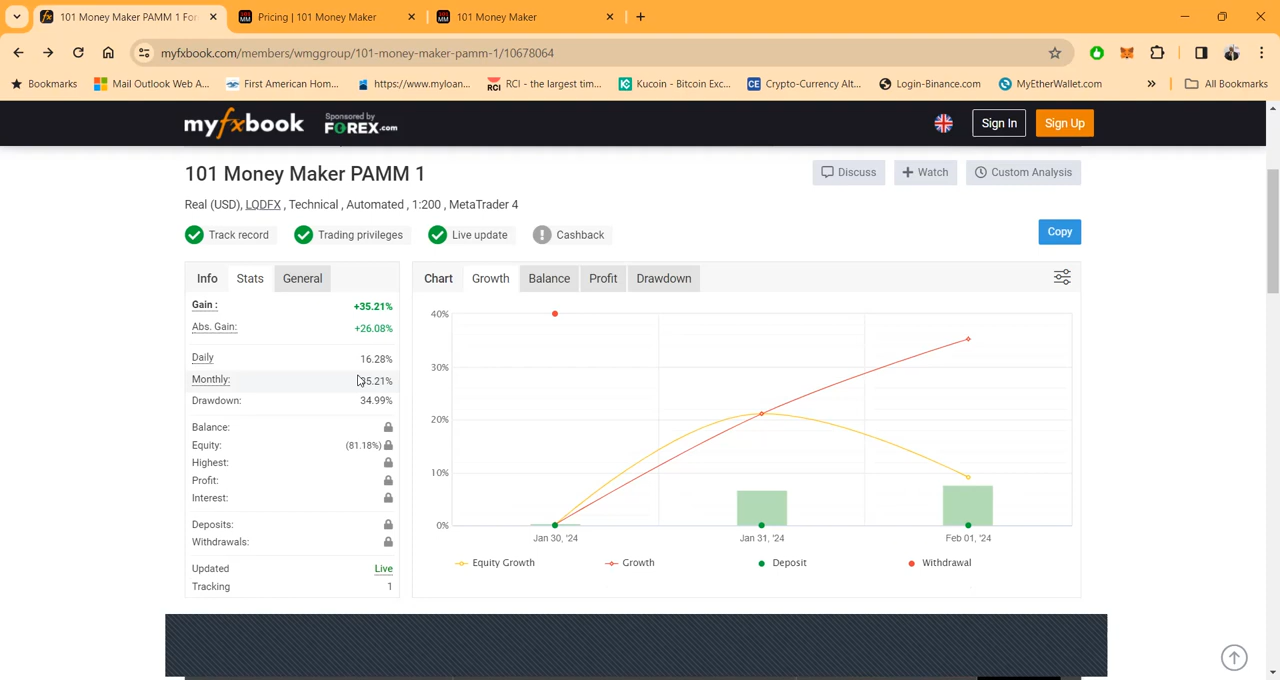 101 Money Maker PAMM 1 For
Pricing | 101 Money Maker
101 Money Maker
myfxbook.com/members/wmggroup/101-money-maker-pamm-1/10678064
Bookmarks
Mail Outlook Web A...
First American Hom...
https://www.myloan...
RCI - the largest tim...
Kucoin - Bitcoin Exc...
Crypto-Currency Alt...
Login-Binance.com
MyEtherWallet.com
»
All Bookmarks
myfxbook
Sponsored by
FOREX.com
Sign In
Sign Up
101 Money Maker PAMM 1
Discuss
Watch
Custom Analysis
Real (USD), LQDFX , Technical , Automated , 1:200 , MetaTrader 4
Track record
Trading privileges
Live update
Cashback
Copy
Info
Stats
General
Gain : +35.21%
Abs. Gain: +26.08%
Daily 16.28%
Monthly: 5.21%
Drawdown: 34.99%
Balance:
Equity: (81.18%)
Highest:
Profit:
Interest:
Deposits:
Withdrawals:
Updated Live
Tracking 1
Chart
Growth
Balance
Profit
Drawdown
40%
30%
20%
10%
0%
Jan 30, '24
Jan 31, '24
Feb 01, '24
Equity Growth
Growth
Deposit
Withdrawal